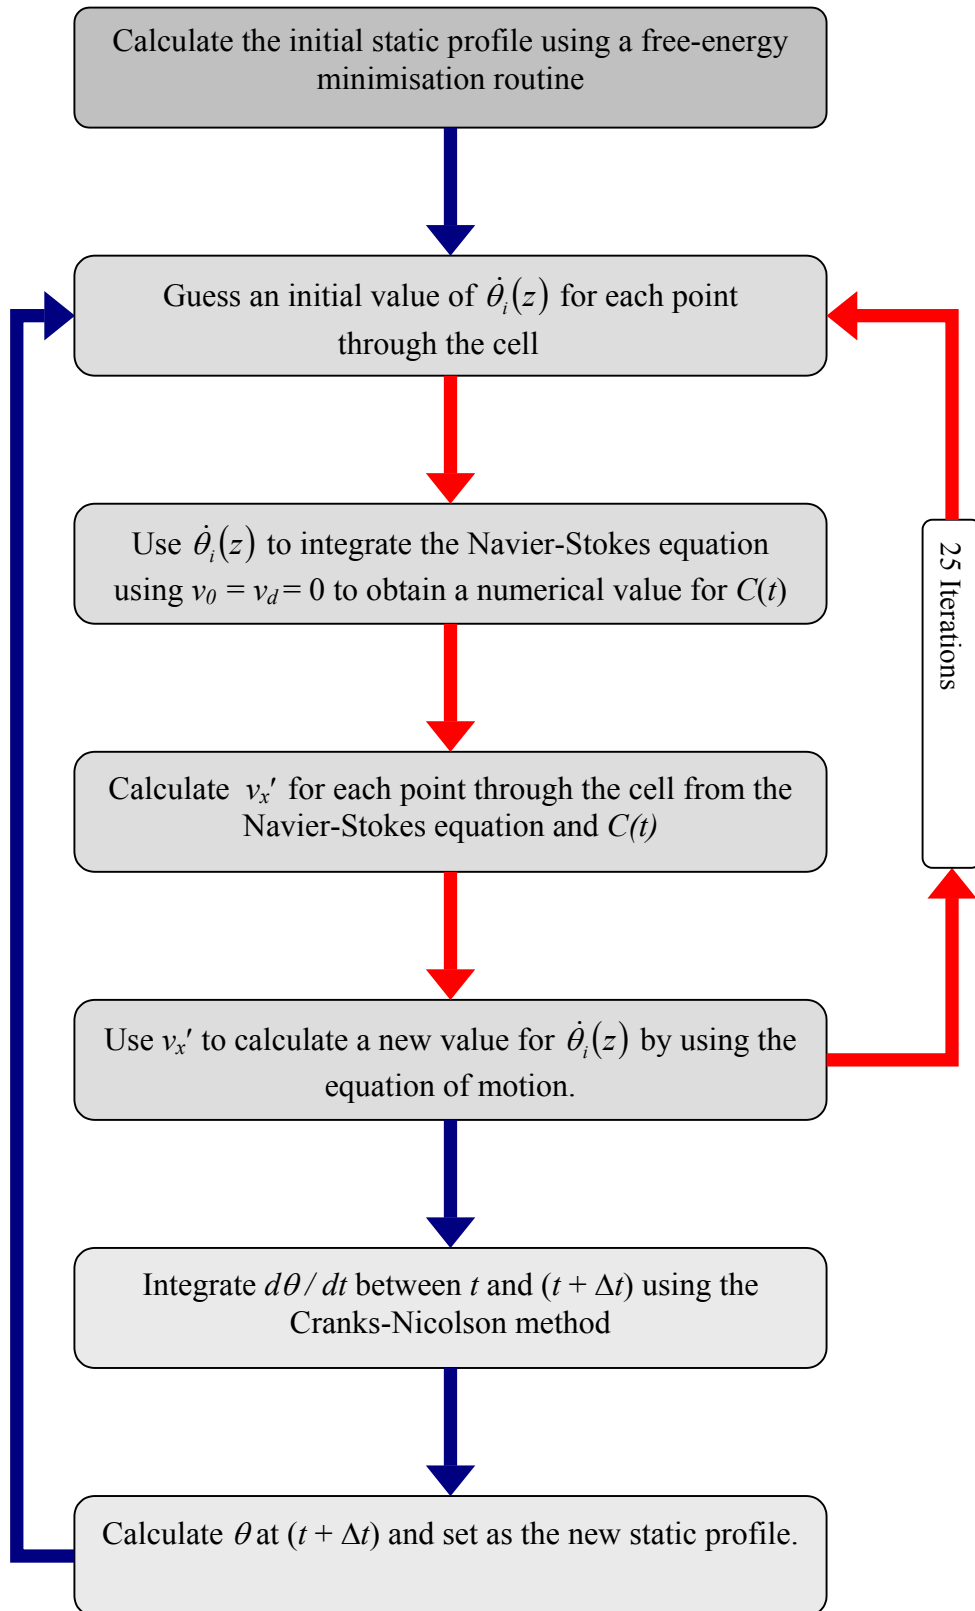 Calculate the initial static profile using a free-energy
minimisation routine
Guess an initial value of θ̇ᵢ(z) for each point
through the cell
Use θ̇ᵢ(z) to integrate the Navier-Stokes equation
using v₀ = v_d = 0 to obtain a numerical value for C(t)
25 Iterations
Calculate vₓ′ for each point through the cell from the
Navier-Stokes equation and C(t)
Use vₓ′ to calculate a new value for θ̇ᵢ(z) by using the
equation of motion.
Integrate dθ / dt between t and (t + Δt) using the
Cranks-Nicolson method
Calculate θ at (t + Δt) and set as the new static profile.